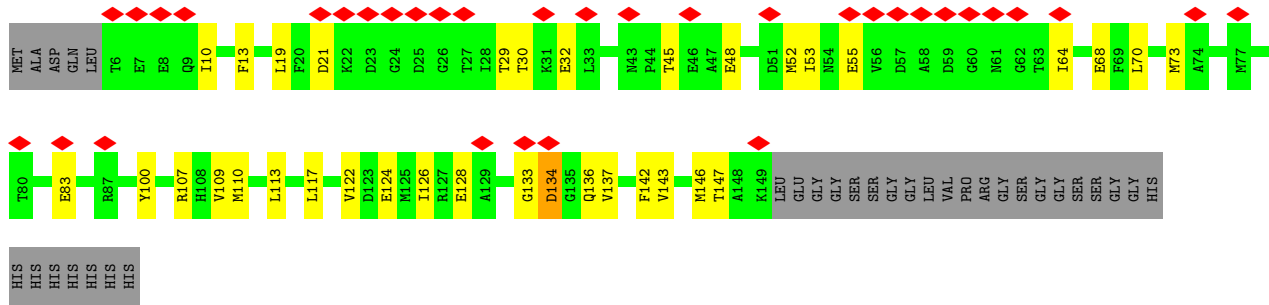 MET ALA ASP GLN LEU T6 E7 E8 Q9 I10 F13 L19 F20 D21 K22 D23 G24 D25 G26 T27 I28 T29 T30 K31 E32 L33 N43 P44 T45 E46 A47 E48 D51 M52 I53 N54 E55 V56 D57 A58 D59 G60 N61 G62 T63 I64 E68 F69 L70 M73 A74 M77
T80 E83 R87 Y100 R107 H108 V109 M110 L113 L117 V122 D123 E124 M125 I126 R127 E128 A129 G133 D134 G135 Q136 V137 F142 V143 M146 T147 A148 K149 LEU GLU GLY GLY SER SER GLY GLY LEU VAL PRO ARG GLY SER GLY GLY SER SER GLY GLY HIS
HIS HIS HIS HIS HIS HIS HIS